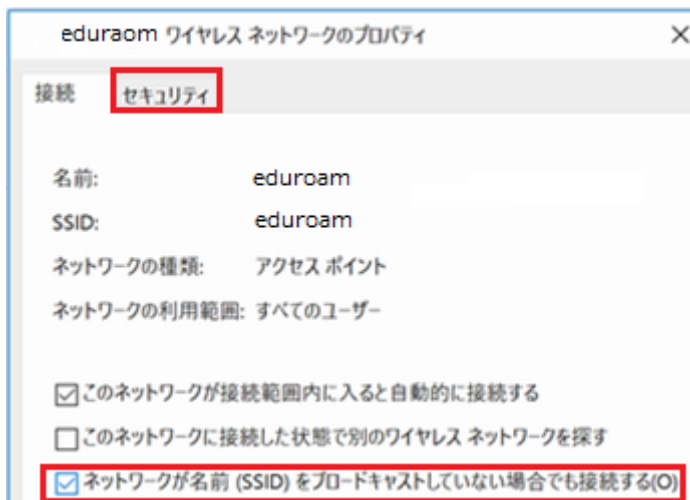 eduraom ワイヤレス ネットワークのプロパティ
接続 セキュリティ
名前: eduroam
SSID: eduroam
ネットワークの種類: アクセス ポイント
ネットワークの利用範囲: すべてのユーザー
このネットワークが接続範囲内に入ると自動的に接続する
このネットワークに接続した状態で別のワイヤレス ネットワークを探す
ネットワークが名前 (SSID) をブロードキャストしていない場合でも接続する(O)